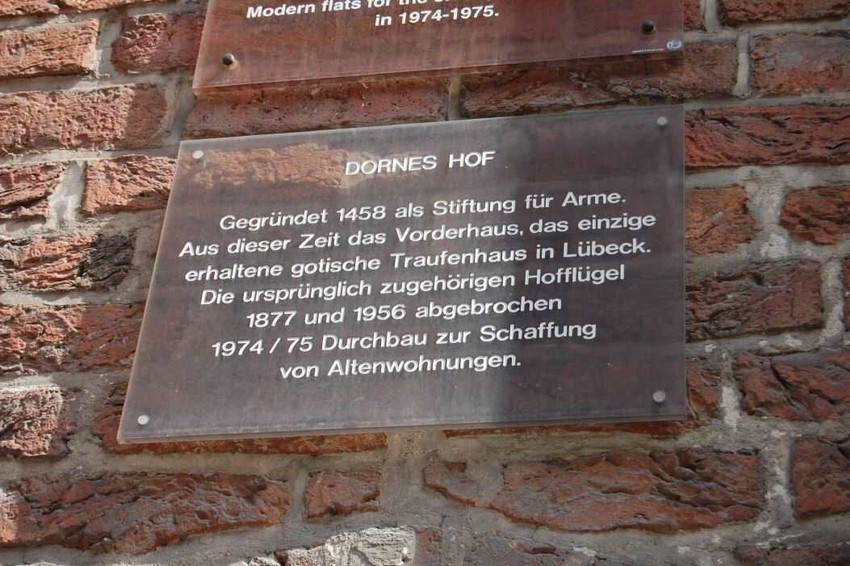 Modern flats for the
in 1974-1975.
DORNES HOF
Gegründet 1458 als Stiftung für Arme.
Aus dieser Zeit das Vorderhaus, das einzige
erhaltene gotische Traufenhaus in Lübeck.
Die ursprünglich zugehörigen Hofflügel
1877 und 1956 abgebrochen
1974/75 Durchbau zur Schaffung
von Altenwohnungen.